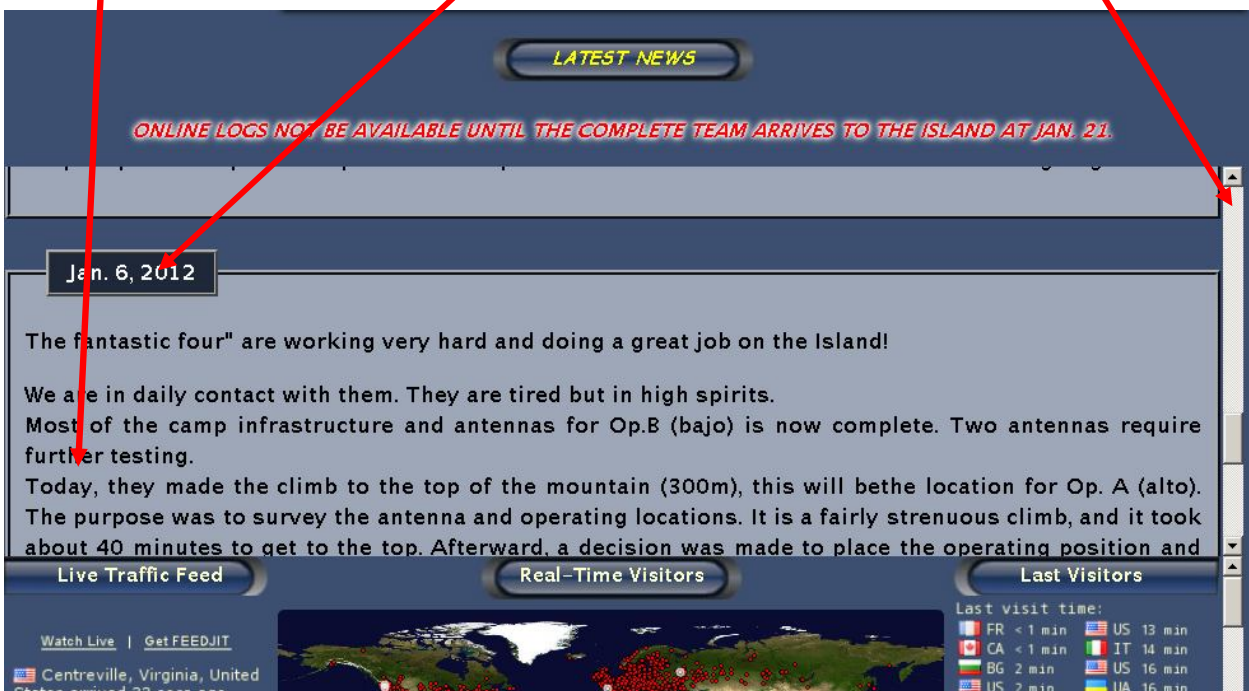 LATEST NEWS
ONLINE LOGS NOT BE AVAILABLE UNTIL THE COMPLETE TEAM ARRIVES TO THE ISLAND AT JAN. 21.
Jan. 6, 2012
The fantastic four" are working very hard and doing a great job on the Island!
We are in daily contact with them. They are tired but in high spirits.
Most of the camp infrastructure and antennas for Op.B (bajo) is now complete. Two antennas require
further testing.
Today, they made the climb to the top of the mountain (300m), this will bethe location for Op. A (alto).
The purpose was to survey the antenna and operating locations. It is a fairly strenuous climb, and it took
about 40 minutes to get to the top. Afterward, a decision was made to place the operating position and
Live Traffic Feed
Real-Time Visitors
Last Visitors
Watch Live | Get FEEDJIT
Centreville, Virginia, United
Last visit time:
FR < 1 min US 13 min
CA < 1 min IT 14 min
BG 2 min US 16 min
US 2 min UA 16 min